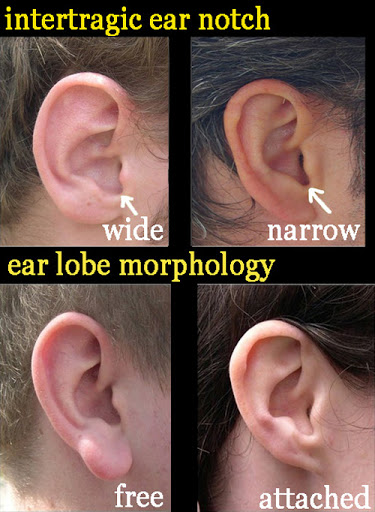 intertragic ear notch
wide
narrow
ear lobe morphology
free
attached